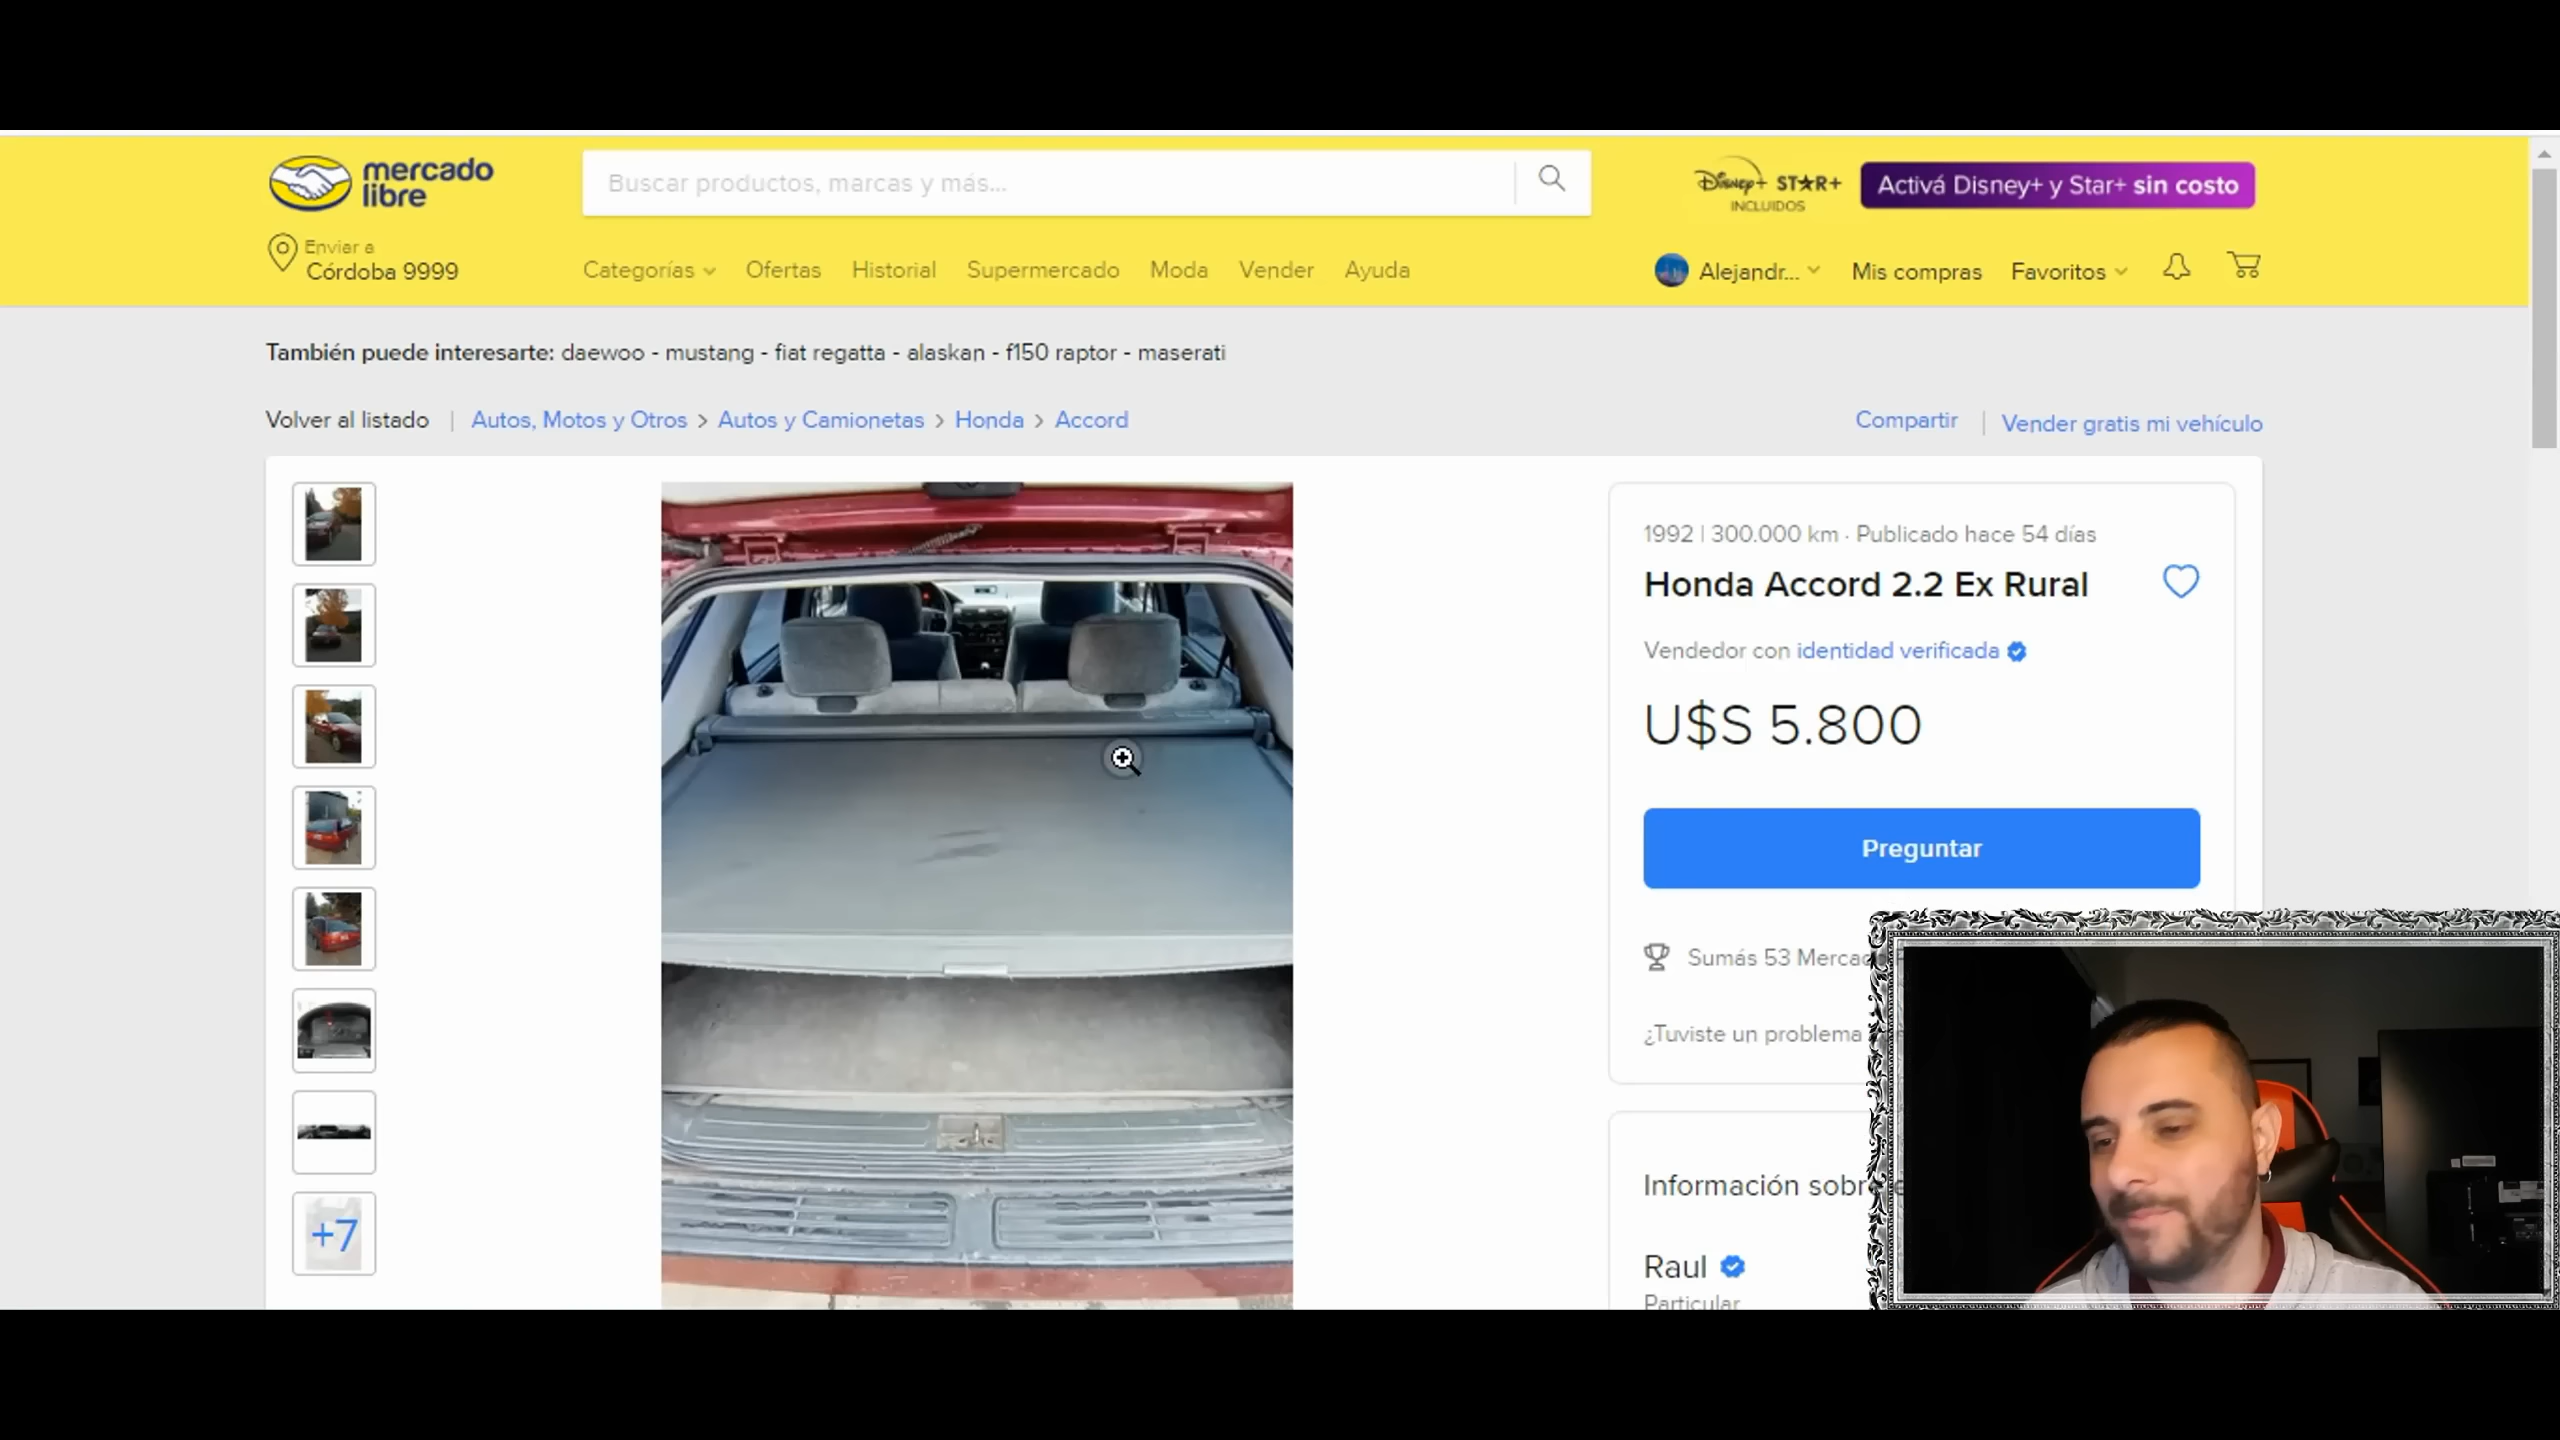 mercado
libre
Buscar productos, marcas y más...
Disney+ STAR+
INCLUIDOS
Activá Disney+ y Star+ sin costo
Enviar a
Córdoba 9999
Categorías
Ofertas
Historial
Supermercado
Moda
Vender
Ayuda
Alejandr...
Mis compras
Favoritos
También puede interesarte: daewoo - mustang - fiat regatta - alaskan - f150 raptor - maserati
Volver al listado | Autos, Motos y Otros > Autos y Camionetas > Honda > Accord
Compartir | Vender gratis mi vehículo
+7
1992 | 300.000 km · Publicado hace 54 días
Honda Accord 2.2 Ex Rural
Vendedor con identidad verificada
U$S 5.800
Preguntar
Sumás 53 Mercad
¿Tuviste un problema
Información sobr
Raul
Particular